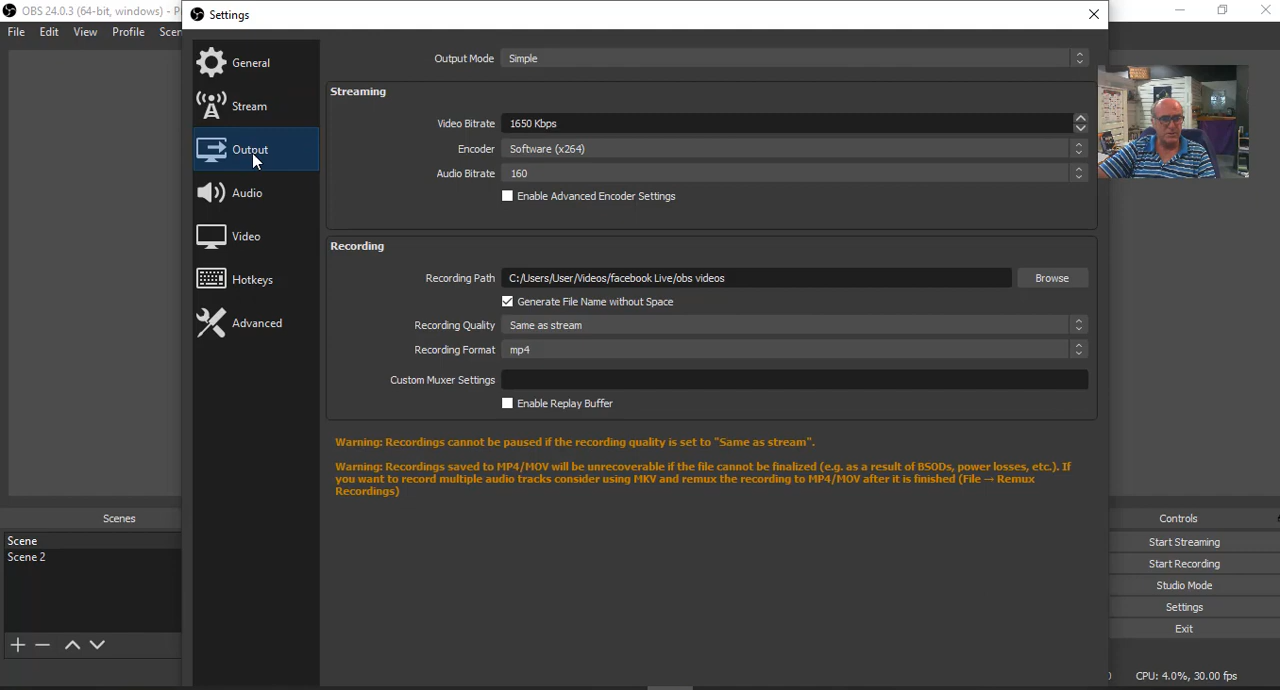 OBS 24.0.3 (64-bit, windows) - P
Settings
File Edit View Profile Scen
General
Stream
Output
Audio
Video
Hotkeys
Advanced
Output Mode Simple
Streaming
Video Bitrate 1650 Kbps
Encoder Software (x264)
Audio Bitrate 160
Enable Advanced Encoder Settings
Recording
Recording Path C:/Users/User/Videos/facebook Live/obs videos Browse
Generate File Name without Space
Recording Quality Same as stream
Recording Format mp4
Custom Muxer Settings
Enable Replay Buffer
Warning: Recordings cannot be paused if the recording quality is set to "Same as stream".
Warning: Recordings saved to MP4/MOV will be unrecoverable if the file cannot be finalized (e.g. as a result of BSODs, power losses, etc.). If
you want to record multiple audio tracks consider using MKV and remux the recording to MP4/MOV after it is finished (File → Remux
Recordings)
Scenes
Scene
Scene 2
Controls
Start Streaming
Start Recording
Studio Mode
Settings
Exit
CPU: 4.0%, 30.00 fps